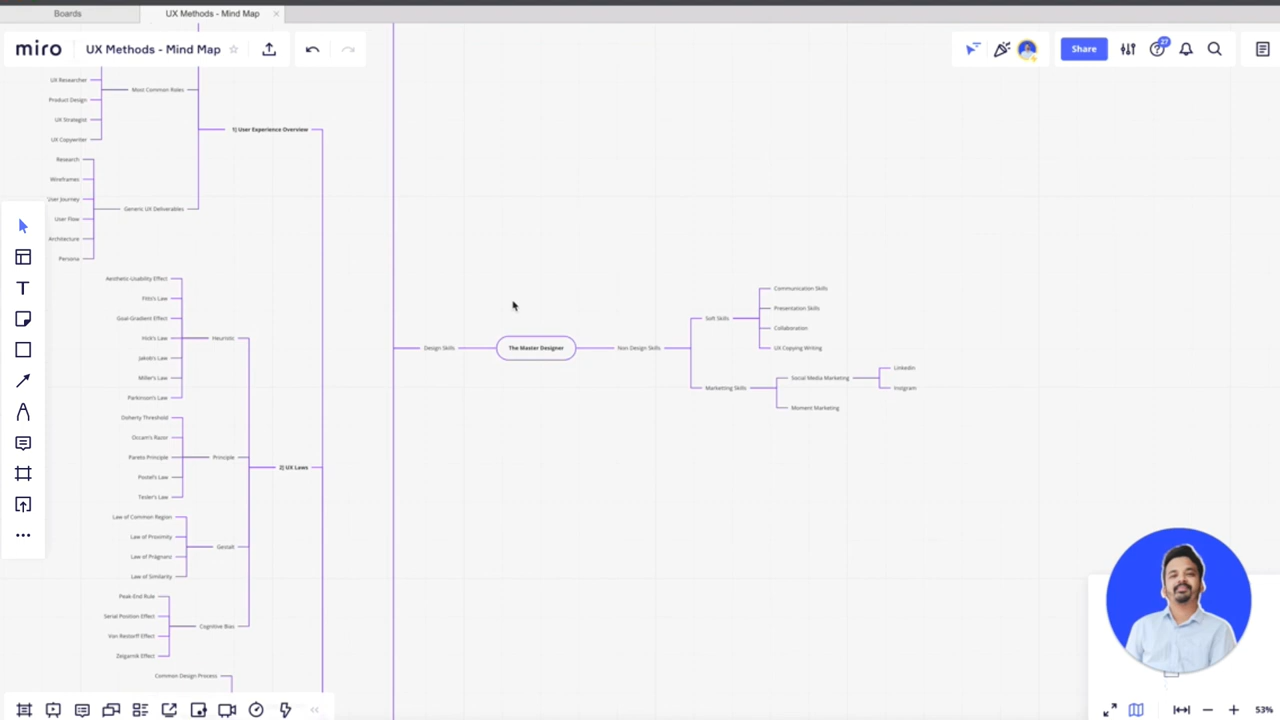 Boards
UX Methods - Mind Map
miro
UX Methods - Mind Map
Share
27
UX Researcher
Product Design
UX Strategist
UX Copywriter
Most Common Roles
1) User Experience Overview
Research
Wireframes
User Journey
User Flow
Architecture
Persona
Generic UX Deliverables
Aesthetic-Usability Effect
Fitts's Law
Goal-Gradient Effect
Hick's Law
Jakob's Law
Miller's Law
Parkinson's Law
Heuristic
Doherty Threshold
Occam's Razor
Pareto Principle
Postel's Law
Tesler's Law
Principle
2) UX Laws
Law of Common Region
Law of Proximity
Law of Prägnanz
Law of Similarity
Gestalt
Peak-End Rule
Serial Position Effect
Von Restorff Effect
Zeigarnik Effect
Cognitive Bias
Common Design Process
Design Skills
The Master Designer
Non Design Skills
Soft Skills
Communication Skills
Presentation Skills
Collaboration
UX Copying Writing
Marketing Skills
Social Media Marketing
Linkedin
Instgram
Moment Marketing
53%